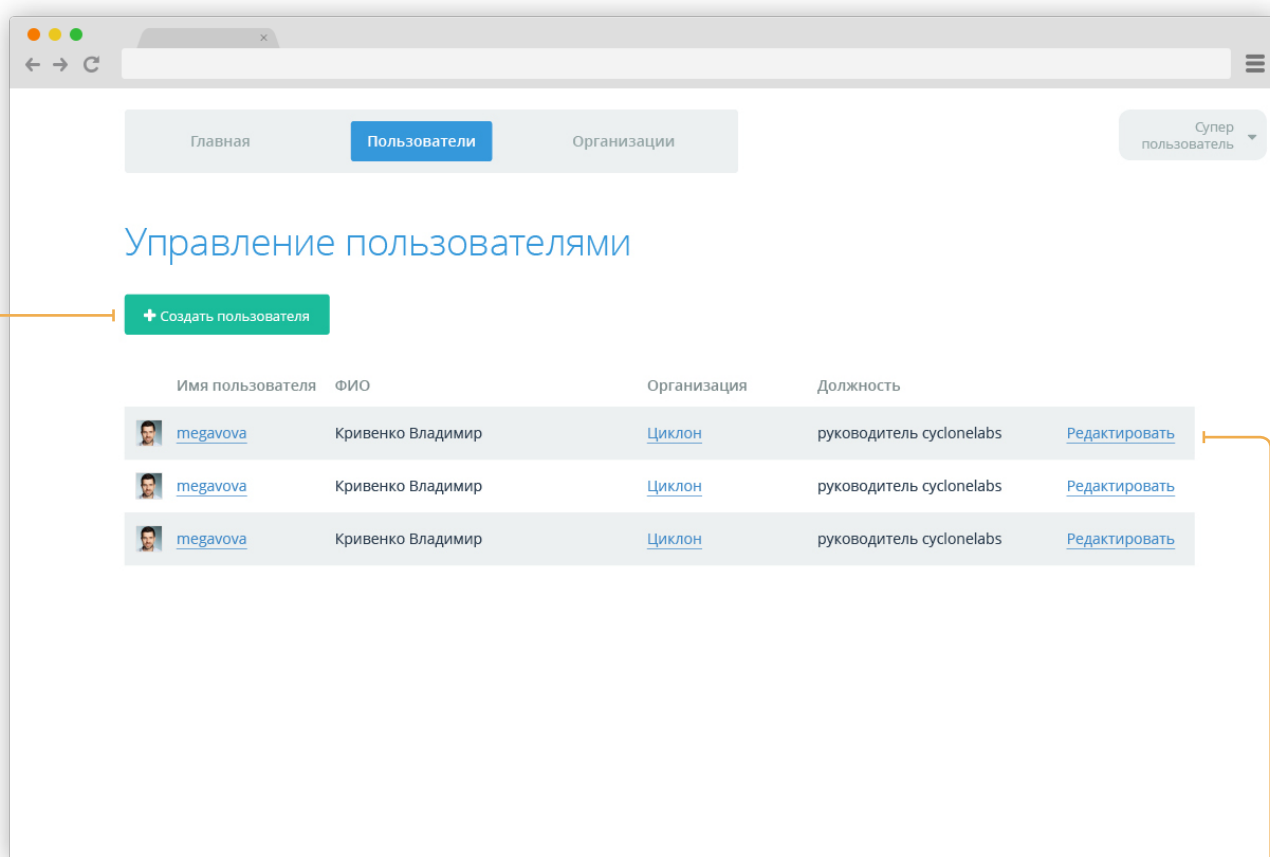 Главная Пользователи Организации
Супер
пользователь
Управление пользователями
Создать пользователя
Имя пользователя ФИО Организация Должность
megavova Кривенко Владимир Циклон руководитель cyclonelabs Редактировать
megavova Кривенко Владимир Циклон руководитель cyclonelabs Редактировать
megavova Кривенко Владимир Циклон руководитель cyclonelabs Редактировать